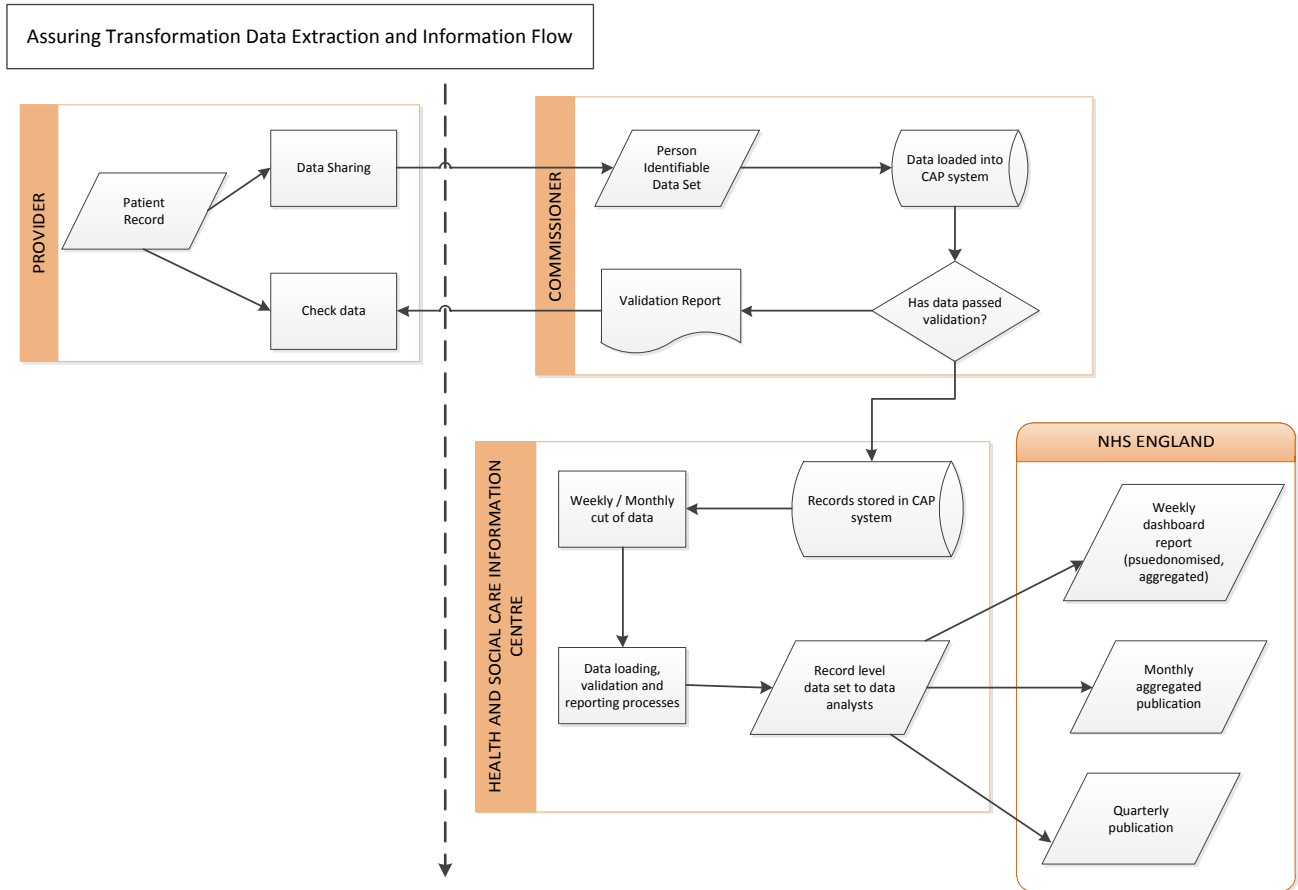 Assuring Transformation Data Extraction and Information Flow
PROVIDER
Patient
Record
Data Sharing
Check data
COMMISSIONER
Person
Identifiable
Data Set
Data loaded into
CAP system
Validation Report
Has data passed
validation?
HEALTH AND SOCIAL CARE INFORMATION
CENTRE
Weekly / Monthly
cut of data
Records stored in CAP
system
Data loading,
validation and
reporting processes
Record level
data set to data
analysts
NHS ENGLAND
Weekly
dashboard
report
(psuedonomised,
aggregated)
Monthly
aggregated
publication
Quarterly
publication